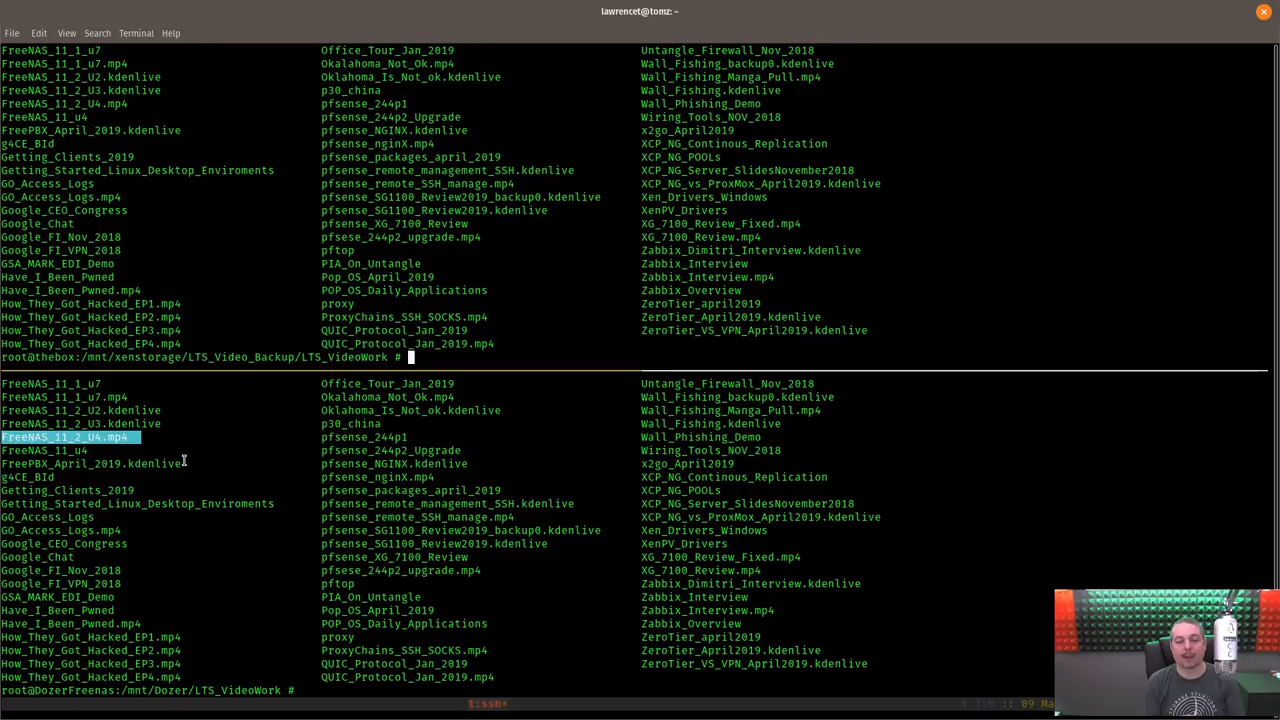 lawrencet@tomz: ~
File Edit View Search Terminal Help
FreeNAS_11_1_u7 Office_Tour_Jan_2019 Untangle_Firewall_Nov_2018
FreeNAS_11_1_u7.mp4 Okalahoma_Not_Ok.mp4 Wall_Fishing_backup0.kdenlive
FreeNAS_11_2_U2.kdenlive Oklahoma_Is_Not_ok.kdenlive Wall_Fishing_Manga_Pull.mp4
FreeNAS_11_2_U3.kdenlive p30_china Wall_Fishing.kdenlive
FreeNAS_11_2_U4.mp4 pfsense_244p1 Wall_Phishing_Demo
FreeNAS_11_u4 pfsense_244p2_Upgrade Wiring_Tools_NOV_2018
FreePBX_April_2019.kdenlive pfsense_NGINX.kdenlive x2go_April2019
g4CE_BId pfsense_nginX.mp4 XCP_NG_Continous_Replication
Getting_Clients_2019 pfsense_packages_april_2019 XCP_NG_POOLs
Getting_Started_Linux_Desktop_Enviroments pfsense_remote_management_SSH.kdenlive XCP_NG_Server_SlidesNovember2018
GO_Access_Logs pfsense_remote_SSH_manage.mp4 XCP_NG_vs_ProxMox_April2019.kdenlive
GO_Access_Logs.mp4 pfsense_SG1100_Review2019_backup0.kdenlive Xen_Drivers_Windows
Google_CEO_Congress pfsense_SG1100_Review2019.kdenlive XenPV_Drivers
Google_Chat pfsense_XG_7100_Review XG_7100_Review_Fixed.mp4
Google_FI_Nov_2018 pfsese_244p2_upgrade.mp4 XG_7100_Review.mp4
Google_FI_VPN_2018 pftop Zabbix_Dimitri_Interview.kdenlive
GSA_MARK_EDI_Demo PIA_On_Untangle Zabbix_Interview
Have_I_Been_Pwned Pop_OS_April_2019 Zabbix_Interview.mp4
Have_I_Been_Pwned.mp4 POP_OS_Daily_Applications Zabbix_Overview
How_They_Got_Hacked_EP1.mp4 proxy ZeroTier_april2019
How_They_Got_Hacked_EP2.mp4 ProxyChains_SSH_SOCKS.mp4 ZeroTier_April_2019.kdenlive
How_They_Got_Hacked_EP3.mp4 QUIC_Protocol_Jan_2019 ZeroTier_VS_VPN_April2019.kdenlive
How_They_Got_Hacked_EP4.mp4 QUIC_Protocol_Jan_2019.mp4
root@thebox:/mnt/xenstorage/LTS_Video_Backup/LTS_VideoWork #
FreeNAS_11_1_u7 Office_Tour_Jan_2019 Untangle_Firewall_Nov_2018
FreeNAS_11_1_u7.mp4 Okalahoma_Not_Ok.mp4 Wall_Fishing_backup0.kdenlive
FreeNAS_11_2_U2.kdenlive Oklahoma_Is_Not_ok.kdenlive Wall_Fishing_Manga_Pull.mp4
FreeNAS_11_2_U3.kdenlive p30_china Wall_Fishing.kdenlive
FreeNAS_11_2_U4.mp4 pfsense_244p1 Wall_Phishing_Demo
FreeNAS_11_u4 pfsense_244p2_Upgrade Wiring_Tools_NOV_2018
FreePBX_April_2019.kdenlive pfsense_NGINX.kdenlive x2go_April2019
g4CE_BId pfsense_nginX.mp4 XCP_NG_Continous_Replication
Getting_Clients_2019 pfsense_packages_april_2019 XCP_NG_POOLs
Getting_Started_Linux_Desktop_Enviroments pfsense_remote_management_SSH.kdenlive XCP_NG_Server_SlidesNovember2018
GO_Access_Logs pfsense_remote_SSH_manage.mp4 XCP_NG_vs_ProxMox_April2019.kdenlive
GO_Access_Logs.mp4 pfsense_SG1100_Review2019_backup0.kdenlive Xen_Drivers_Windows
Google_CEO_Congress pfsense_SG1100_Review2019.kdenlive XenPV_Drivers
Google_Chat pfsense_XG_7100_Review XG_7100_Review_Fixed.mp4
Google_FI_Nov_2018 pfsese_244p2_upgrade.mp4 XG_7100_Review.mp4
Google_FI_VPN_2018 pftop Zabbix_Dimitri_Interview.kdenlive
GSA_MARK_EDI_Demo PIA_On_Untangle Zabbix_Interview
Have_I_Been_Pwned Pop_OS_April_2019 Zabbix_Interview.mp4
Have_I_Been_Pwned.mp4 POP_OS_Daily_Applications Zabbix_Overview
How_They_Got_Hacked_EP1.mp4 proxy ZeroTier_april2019
How_They_Got_Hacked_EP2.mp4 ProxyChains_SSH_SOCKS.mp4 ZeroTier_April_2019.kdenlive
How_They_Got_Hacked_EP3.mp4 QUIC_Protocol_Jan_2019 ZeroTier_VS_VPN_April2019.kdenlive
How_They_Got_Hacked_EP4.mp4 QUIC_Protocol_Jan_2019.mp4
root@DozerFreenas:/mnt/Dozer/LTS_VideoWork #
1:ssh* :: 09